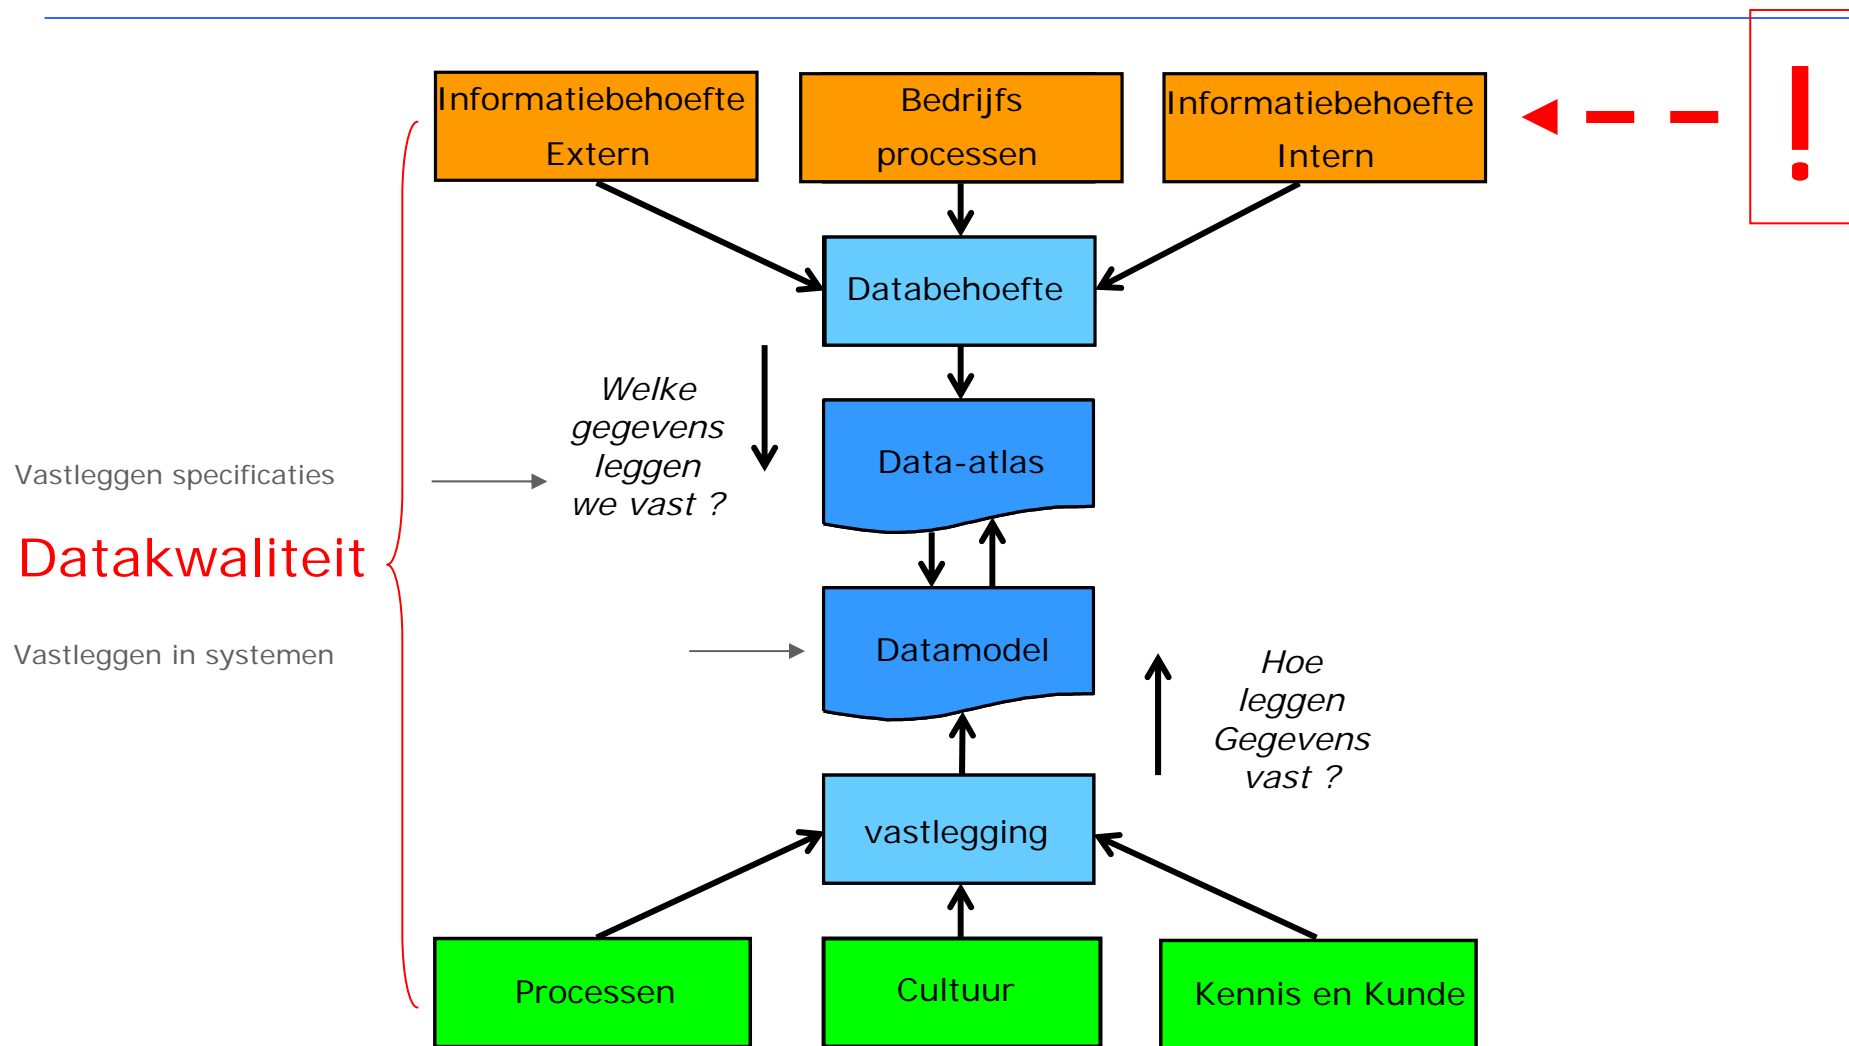 Informatiebehoefte
Extern
Bedrijfs
processen
Informatiebehoefte
Intern
!
Databehoefte
Welke
gegevens
leggen
we vast ?
Data-atlas
Vastleggen specificaties
Datakwaliteit
Vastleggen in systemen
Datamodel
Hoe
leggen
Gegevens
vast ?
vastlegging
Processen
Cultuur
Kennis en Kunde